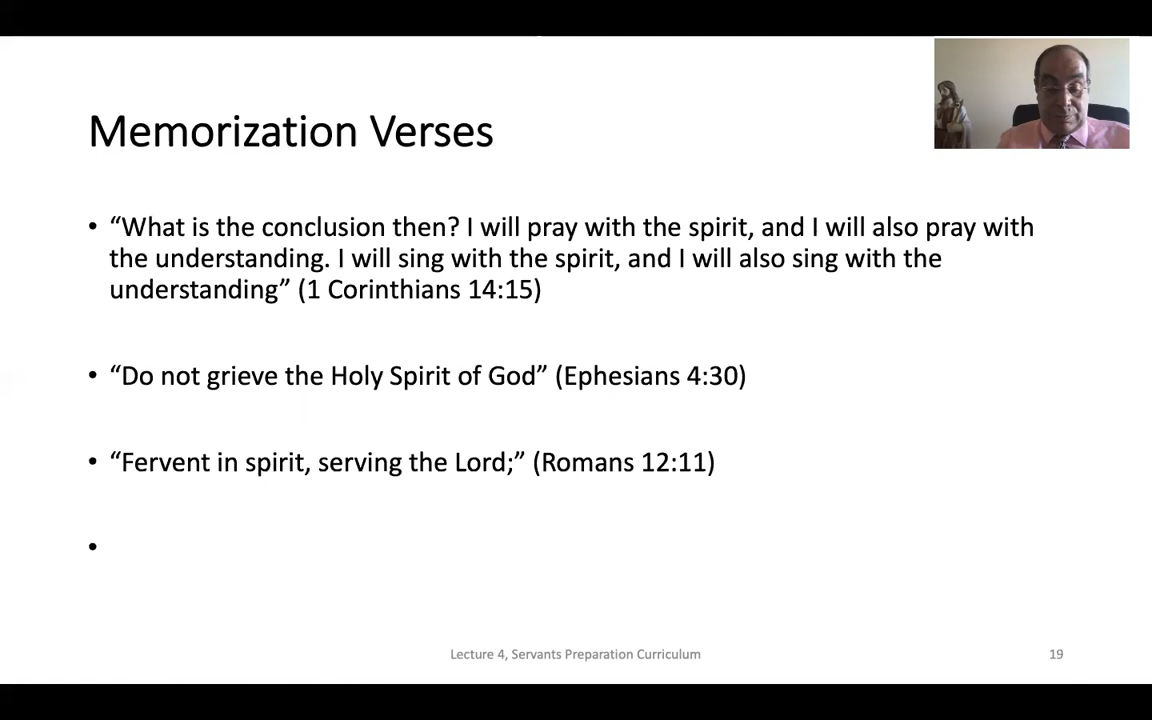 Memorization Verses
• “What is the conclusion then? I will pray with the spirit, and I will also pray with
the understanding. I will sing with the spirit, and I will also sing with the
understanding” (1 Corinthians 14:15)
• “Do not grieve the Holy Spirit of God” (Ephesians 4:30)
• “Fervent in spirit, serving the Lord;” (Romans 12:11)
•
Lecture 4, Servants Preparation Curriculum
19